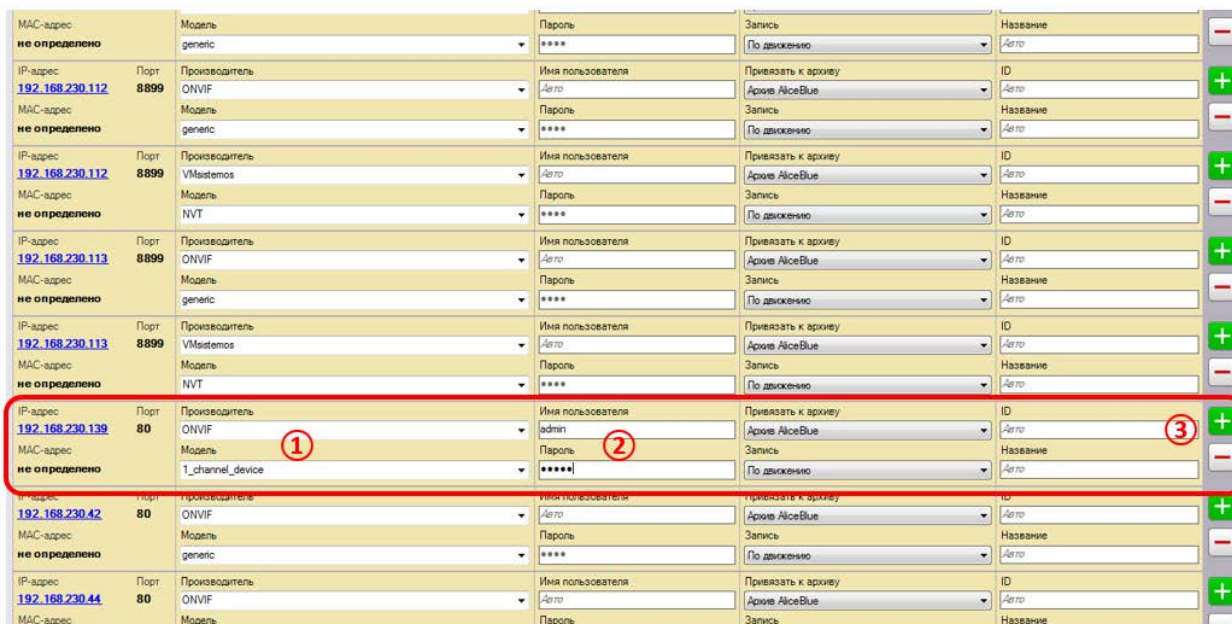 MAC-адрес Модель Пароль Запись Название
не определено generic **** По движению Авто
IP-адрес Порт Производитель Имя пользователя Привязать к архиву ID
192.168.230.112 8899 ONVIF Авто Архив AliceBlue Авто
MAC-адрес Модель Пароль Запись Название
не определено generic **** По движению Авто
IP-адрес Порт Производитель Имя пользователя Привязать к архиву ID
192.168.230.112 8899 VMsistemos Авто Архив AliceBlue Авто
MAC-адрес Модель Пароль Запись Название
не определено NVT **** По движению Авто
IP-адрес Порт Производитель Имя пользователя Привязать к архиву ID
192.168.230.113 8899 ONVIF Авто Архив AliceBlue Авто
MAC-адрес Модель Пароль Запись Название
не определено generic **** По движению Авто
IP-адрес Порт Производитель Имя пользователя Привязать к архиву ID
192.168.230.113 8899 VMsistemos Авто Архив AliceBlue Авто
MAC-адрес Модель Пароль Запись Название
не определено NVT **** По движению Авто
IP-адрес Порт Производитель Имя пользователя Привязать к архиву ID
192.168.230.139 80 ONVIF admin Архив AliceBlue Авто
MAC-адрес Модель ① Пароль ② Запись Название ③
не определено 1_channel_device ••••• По движению Авто
IP-адрес Порт Производитель Имя пользователя Привязать к архиву ID
192.168.230.42 80 ONVIF Авто Архив AliceBlue Авто
MAC-адрес Модель Пароль Запись Название
не определено generic **** По движению Авто
IP-адрес Порт Производитель Имя пользователя Привязать к архиву ID
192.168.230.44 80 ONVIF Авто Архив AliceBlue Авто
MAC-адрес Модель Пароль Запись Название